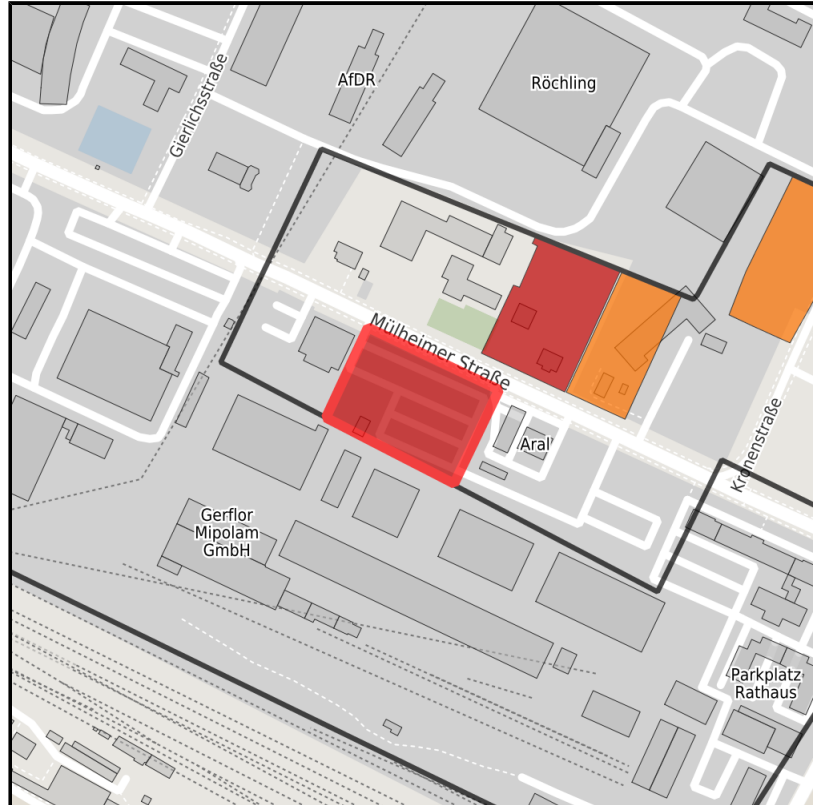 AfDR
Röchling
Gierlichsstraße
Mülheimer Straße
Kronenstraße
Aral
Gerflor
Mipolam
GmbH
Parkplatz
Rathaus